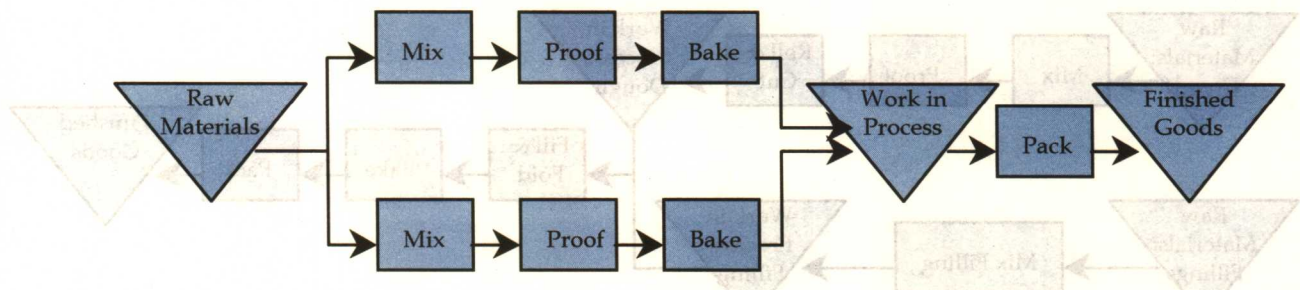 Mix
Proof
Bake
Raw
Materials
Work in
Process
Finished
Goods
Pack
Mix
Proof
Bake